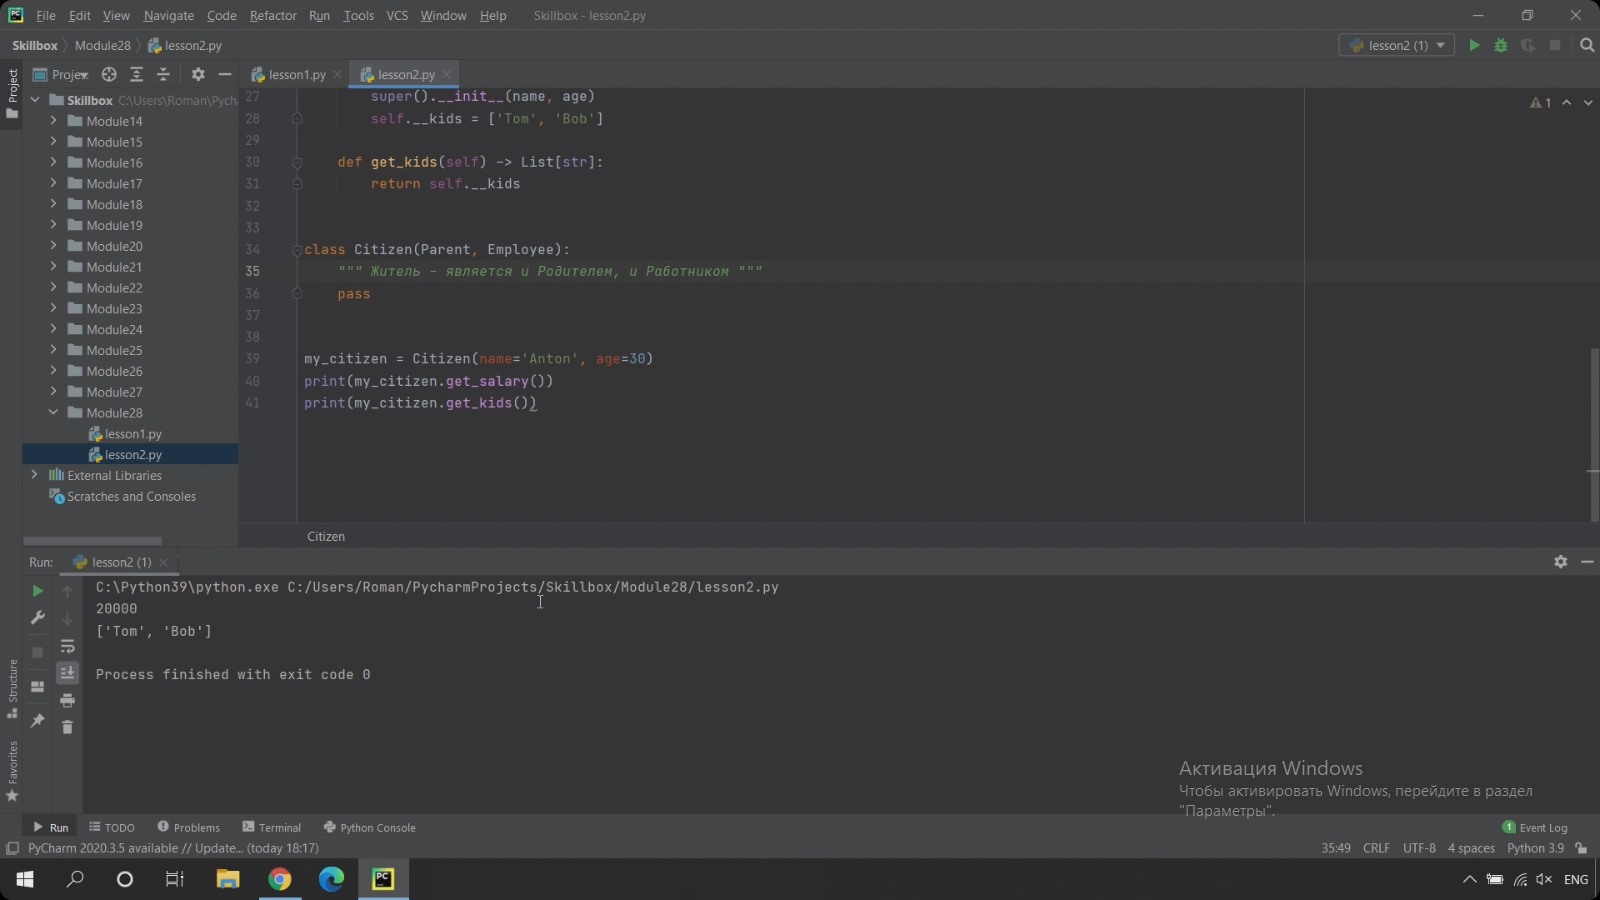 File Edit View Navigate Code Refactor Run Tools VCS Window Help Skillbox - lesson2.py
Skillbox Module28 lesson2.py lesson2 (1)
Project
Project lesson1.py lesson2.py
Skillbox C:\Users\Roman\Pych
Module14
Module15
Module16
Module17
Module18
Module19
Module20
Module21
Module22
Module23
Module24
Module25
Module26
Module27
Module28
lesson1.py
lesson2.py
External Libraries
Scratches and Consoles
1
27 super().__init__(name, age)
28 self.__kids = ['Tom', 'Bob']
29
30 def get_kids(self) -> List[str]:
31 return self.__kids
32
33
34 class Citizen(Parent, Employee):
35 """ Житель - является и Родителем, и Работником """
36 pass
37
38
39 my_citizen = Citizen(name='Anton', age=30)
40 print(my_citizen.get_salary())
41 print(my_citizen.get_kids())
Citizen
Run: lesson2 (1)
C:\Python39\python.exe C:/Users/Roman/PycharmProjects/Skillbox/Module28/lesson2.py
20000
['Tom', 'Bob']
Process finished with exit code 0
Structure
Favorites
Активация Windows
Чтобы активировать Windows, перейдите в раздел
"Параметры".
Run TODO Problems Terminal Python Console 1 Event Log
PyCharm 2020.3.5 available // Update... (today 18:17) 35:49 CRLF UTF-8 4 spaces Python 3.9
PC ENG